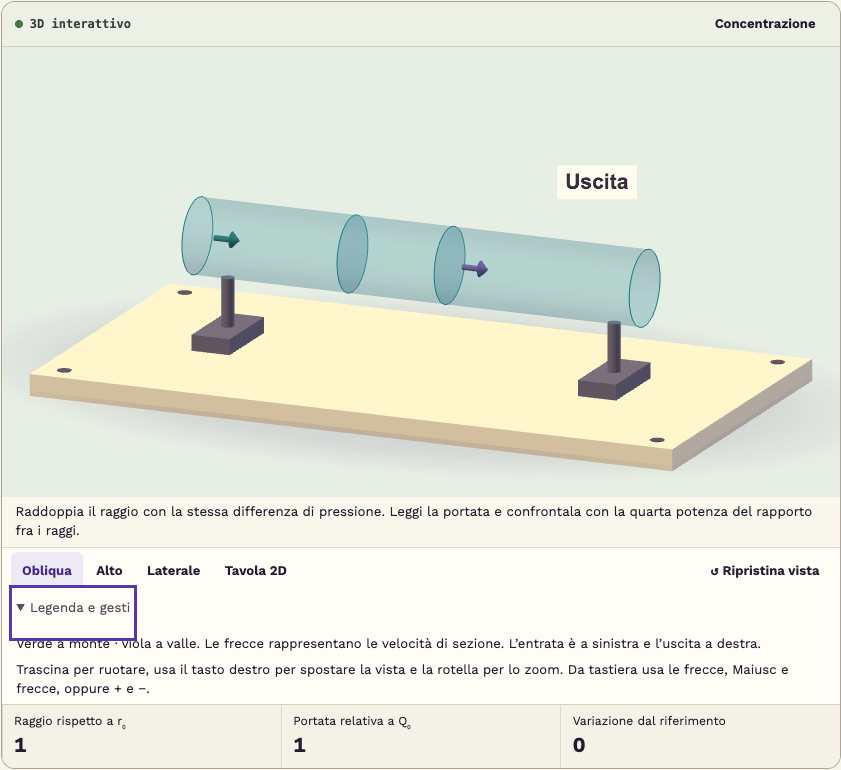 3D interattivo
Concentrazione
Uscita
Raddoppia il raggio con la stessa differenza di pressione. Leggi la portata e confrontala con la quarta potenza del rapporto
fra i raggi.
Obliqua Alto Laterale Tavola 2D ↺ Ripristina vista
▼ Legenda e gesti
Verde a monte · viola a valle. Le frecce rappresentano le velocità di sezione. L’entrata è a sinistra e l’uscita a destra.
Trascina per ruotare, usa il tasto destro per spostare la vista e la rotella per lo zoom. Da tastiera usa le frecce, Maiusc e
frecce, oppure + e −.
Raggio rispetto a r₀
1
Portata relativa a Q₀
1
Variazione dal riferimento
0